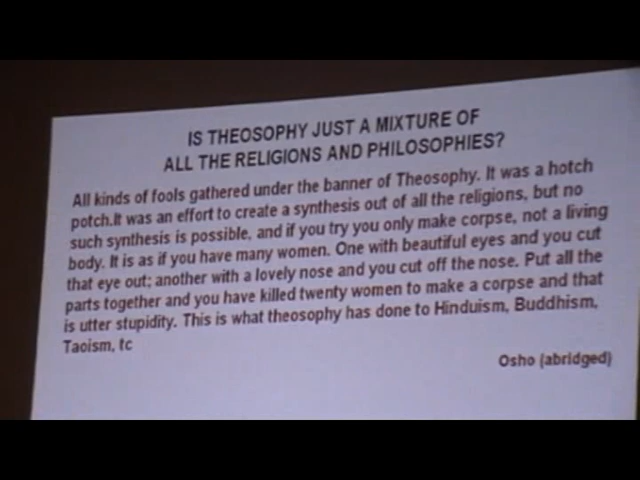 IS THEOSOPHY JUST A MIXTURE OF
ALL THE RELIGIONS AND PHILOSOPHIES?
All kinds of fools gathered under the banner of Theosophy. It was a hotch
potch.It was an effort to create a synthesis out of all the religions, but no
such synthesis is possible, and if you try you only make corpse, not a living
body. It is as if you have many women. One with beautiful eyes and you cut
that eye out; another with a lovely nose and you cut off the nose. Put all the
parts together and you have killed twenty women to make a corpse and that
is utter stupidity. This is what theosophy has done to Hinduism, Buddhism,
Taoism, tc
Osho (abridged)